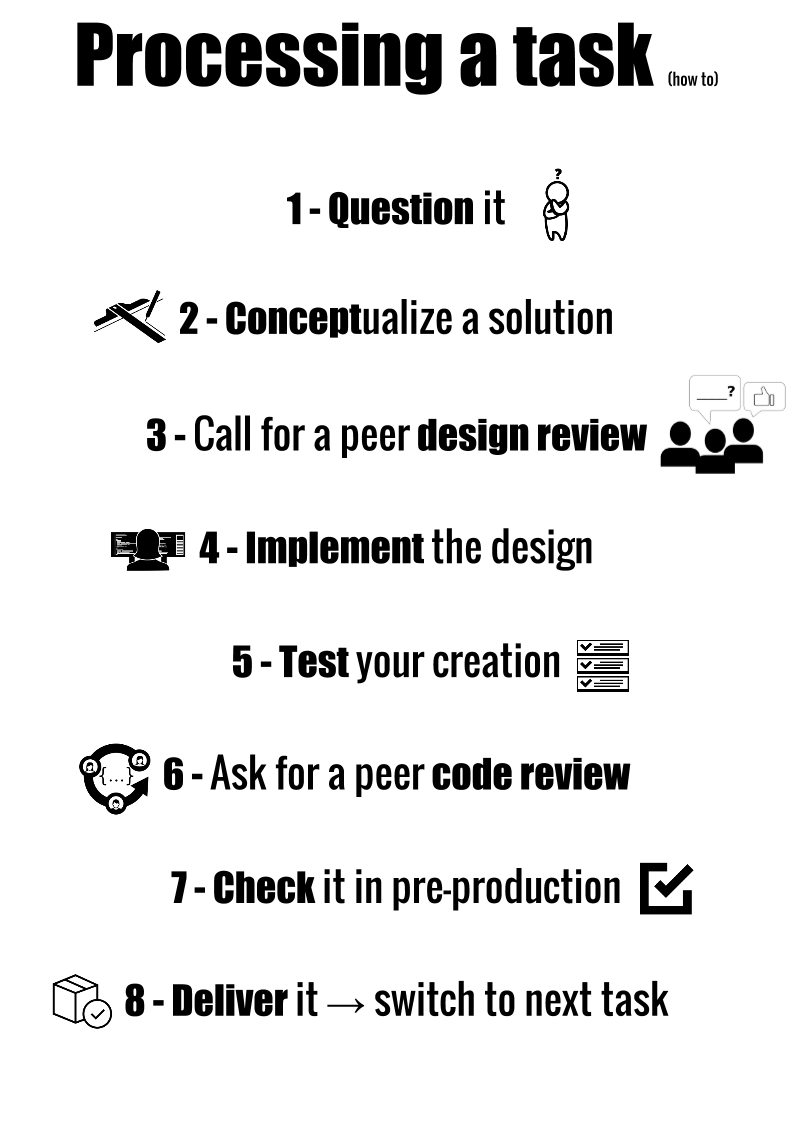 Processing a task (how to)
?
1 - Question it
2 - Conceptualize a solution
____?
3 - Call for a peer design review
4 - Implement the design
5 - Test your creation
{...}
6 - Ask for a peer code review
7 - Check it in pre-production
8 - Deliver it → switch to next task